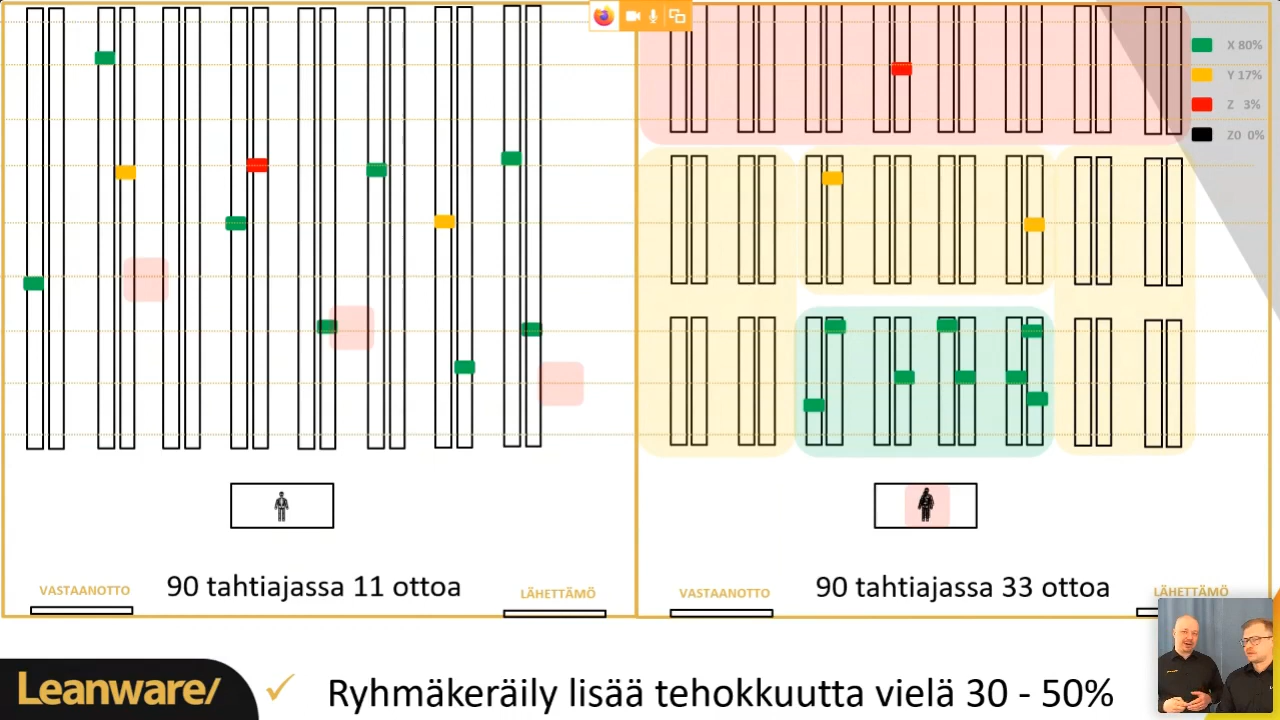 X 80%
Y 17%
Z 3%
Z0 0%
VASTAANOTTO
90 tahtiajassa 11 ottoa
LÄHETTÄMÖ
VASTAANOTTO
90 tahtiajassa 33 ottoa
LÄHETTÄMÖ
Leanware/
✓ Ryhmäkeräily lisää tehokkuutta vielä 30 - 50%